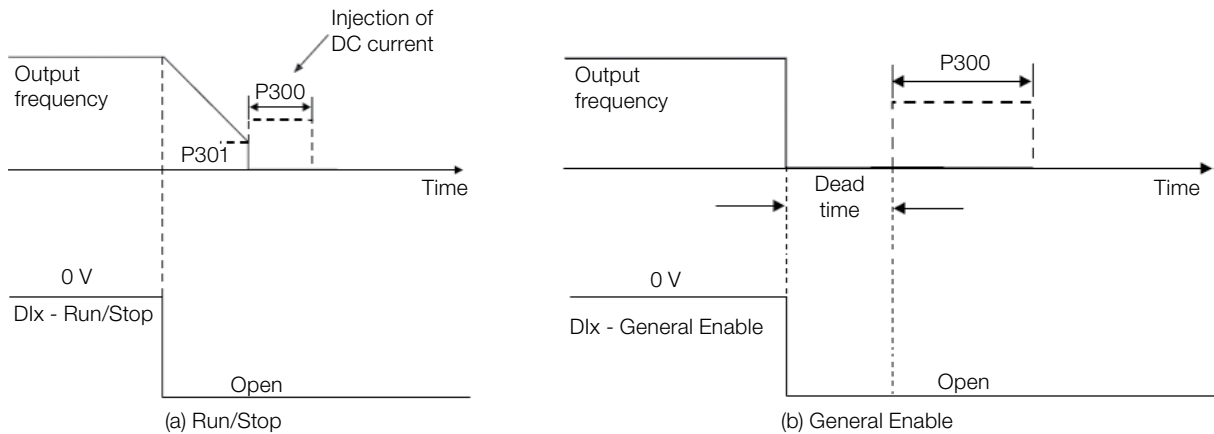 Injection of
DC current
Output
frequency
P300
P301
Time
0 V
DIx - Run/Stop
Open
(a) Run/Stop
Output
frequency
P300
Dead
time
Time
0 V
DIx - General Enable
Open
(b) General Enable